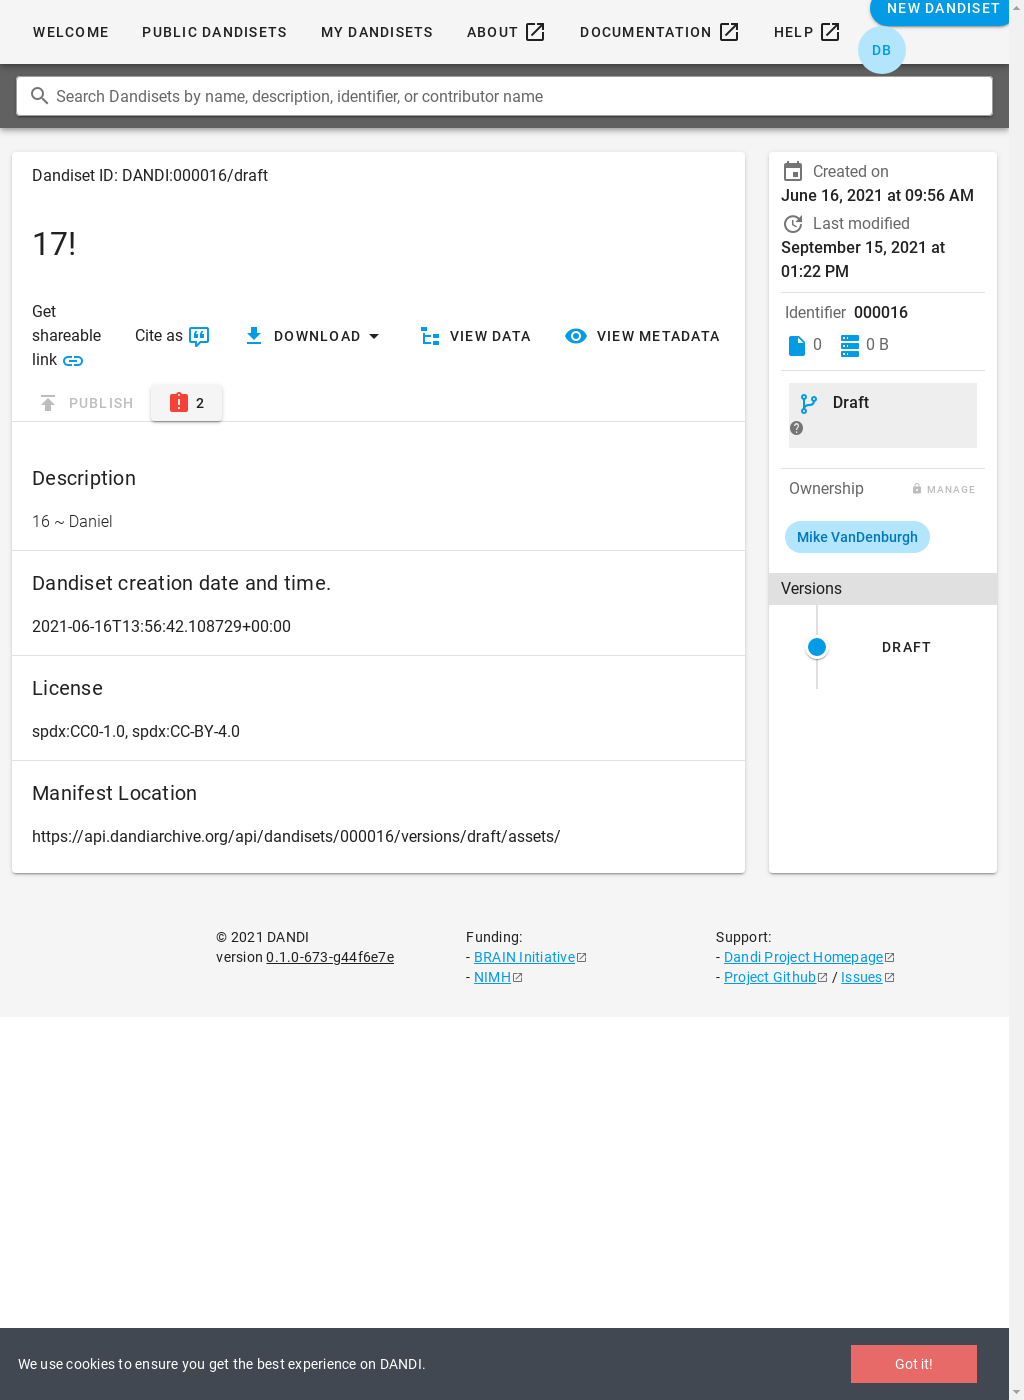 WELCOME
PUBLIC DANDISETS
MY DANDISETS
ABOUT
DOCUMENTATION
HELP
NEW DANDISET
DB
Search Dandisets by name, description, identifier, or contributor name
Dandiset ID: DANDI:000016/draft
17!
Get
shareable
link
Cite as
DOWNLOAD
VIEW DATA
VIEW METADATA
PUBLISH
2
Description
16 ~ Daniel
Dandiset creation date and time.
2021-06-16T13:56:42.108729+00:00
License
spdx:CC0-1.0, spdx:CC-BY-4.0
Manifest Location
https://api.dandiarchive.org/api/dandisets/000016/versions/draft/assets/
Created on
June 16, 2021 at 09:56 AM
Last modified
September 15, 2021 at
01:22 PM
Identifier 000016
0
0 B
Draft
Ownership
MANAGE
Mike VanDenburgh
Versions
DRAFT
© 2021 DANDI
version 0.1.0-673-g44f6e7e
Funding:
- BRAIN Initiative
- NIMH
Support:
- Dandi Project Homepage
- Project Github / Issues
We use cookies to ensure you get the best experience on DANDI.
Got it!